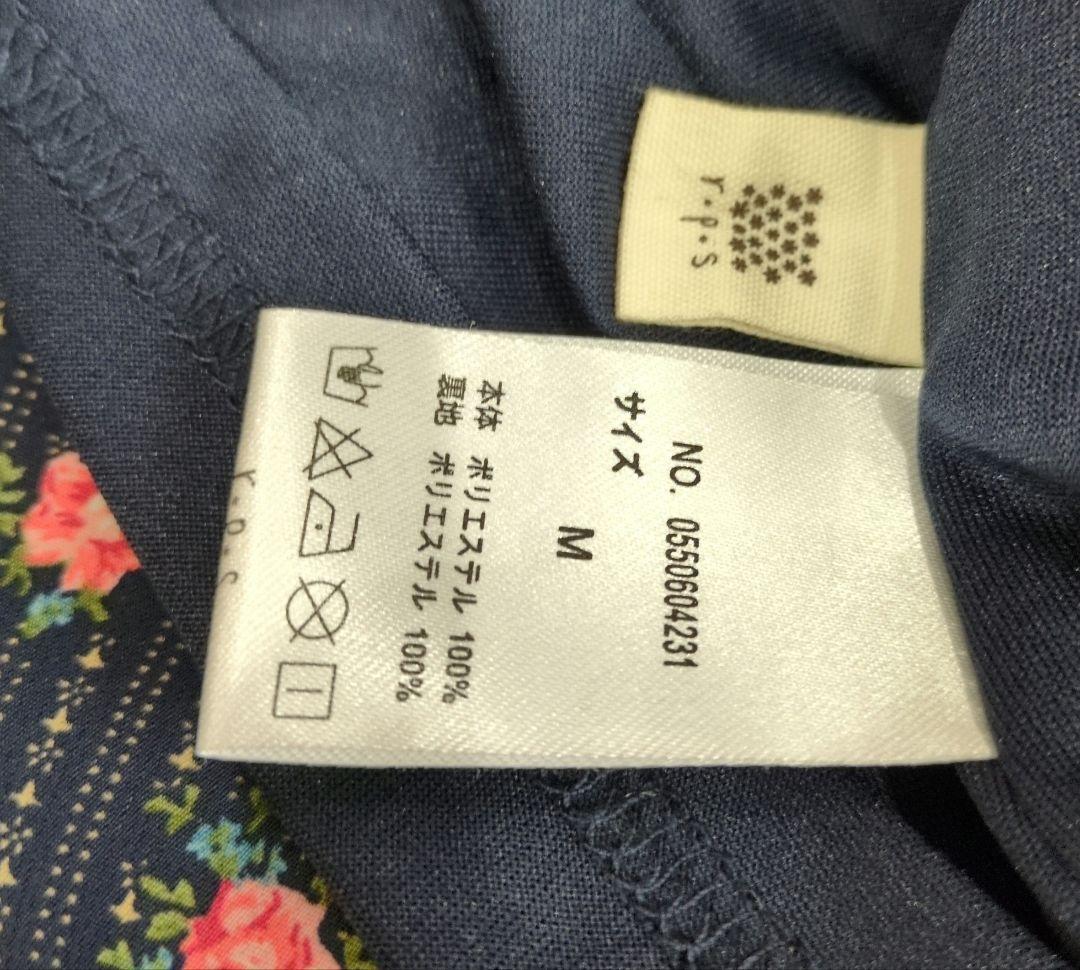 r.p.s
NO. 0550604231
サイズ
M
本体 ポリエステル 100%
裏地 ポリエステル 100%
r.p.s